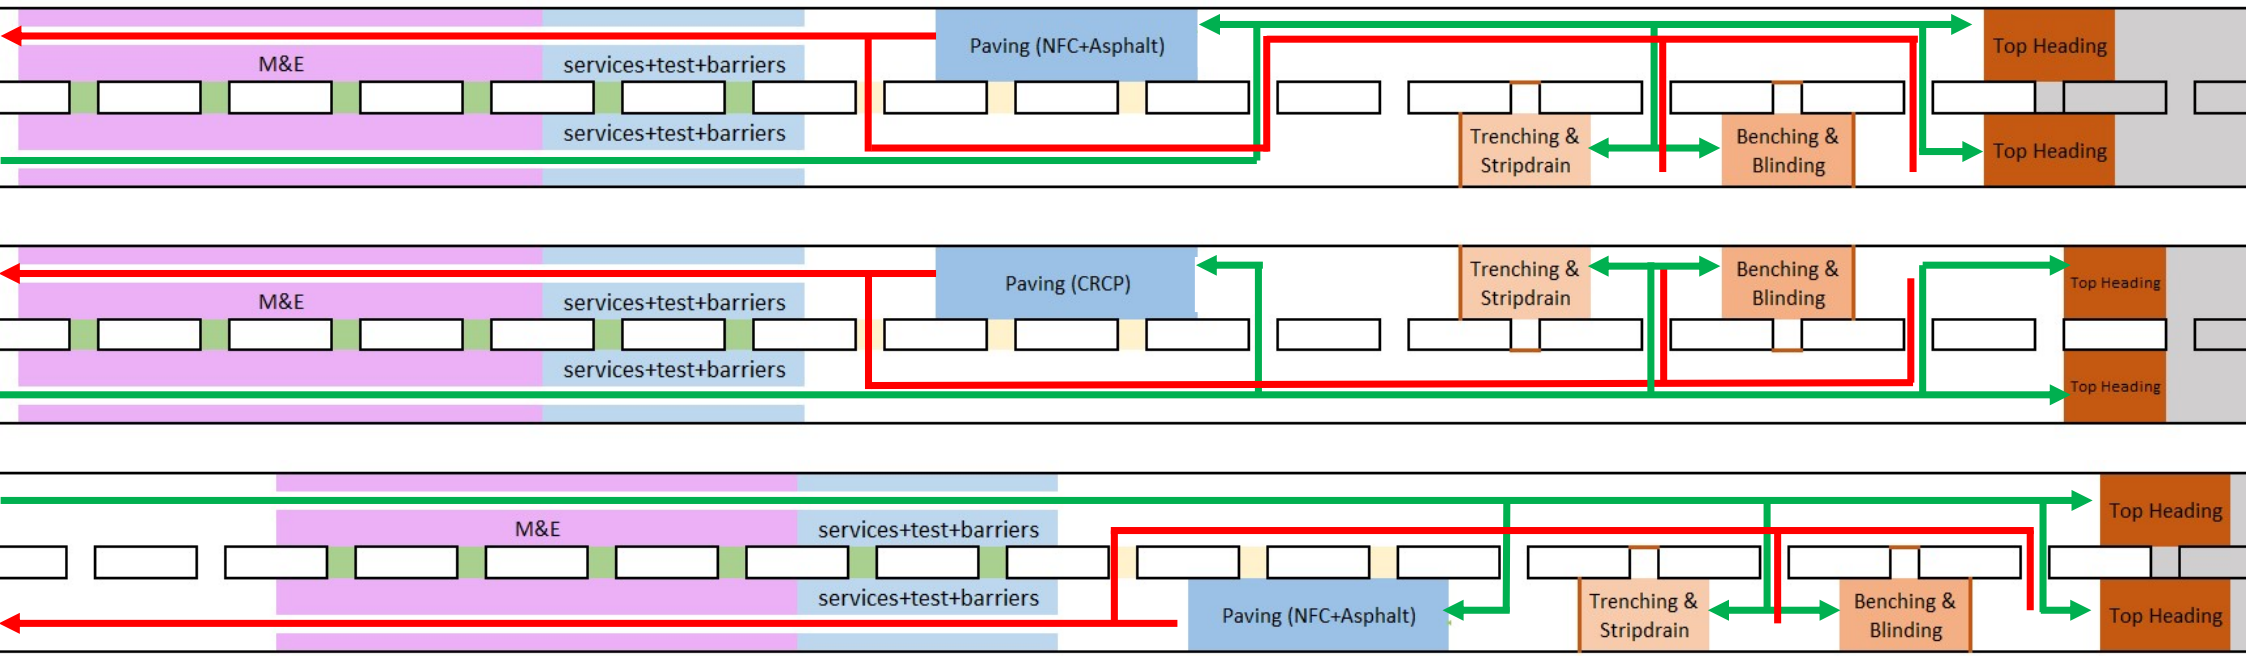 Paving (NFC+Asphalt)
Top Heading
M&E
services+test+barriers
services+test+barriers
Trenching &
Stripdrain
Benching &
Blinding
Top Heading
M&E
services+test+barriers
Paving (CRCP)
Trenching &
Stripdrain
Benching &
Blinding
Top Heading
services+test+barriers
Top Heading
M&E
services+test+barriers
Top Heading
services+test+barriers
Paving (NFC+Asphalt)
Trenching &
Stripdrain
Benching &
Blinding
Top Heading